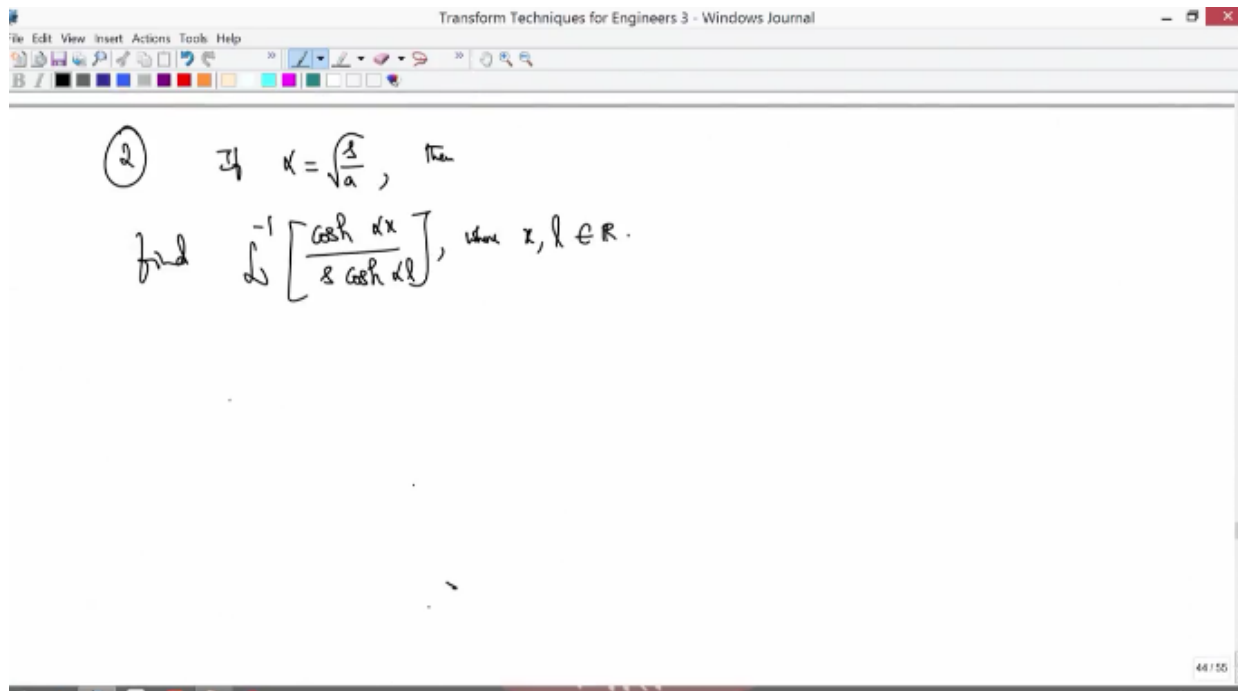 Transform Techniques for Engineers 3 - Windows Journal
File Edit View Insert Actions Tools Help
B I
② If α = √(s/a), then
find L⁻¹ [cosh αx / s cosh αl], where x, l ∈ R.
44 / 55